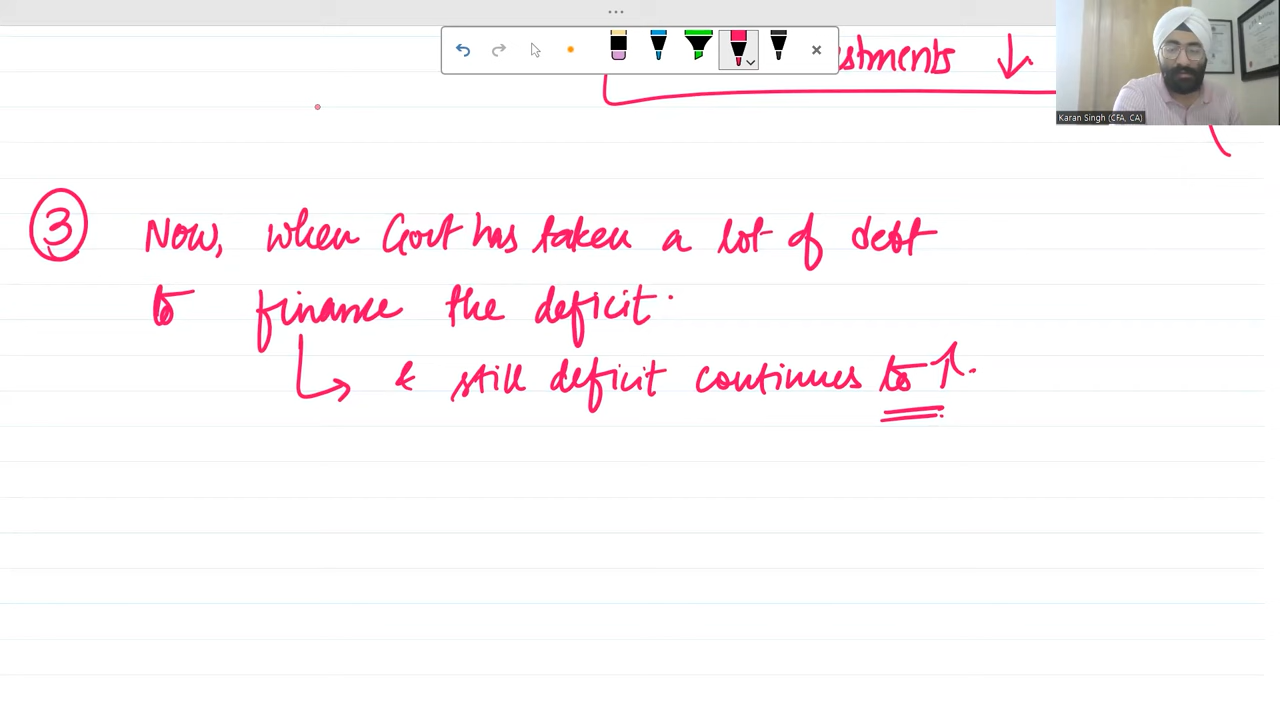 stments ↓
Karan Singh (CFA, CA)
③ Now, when Govt has taken a lot of debt
to finance the deficit.
↳ & still deficit continues to ↑.